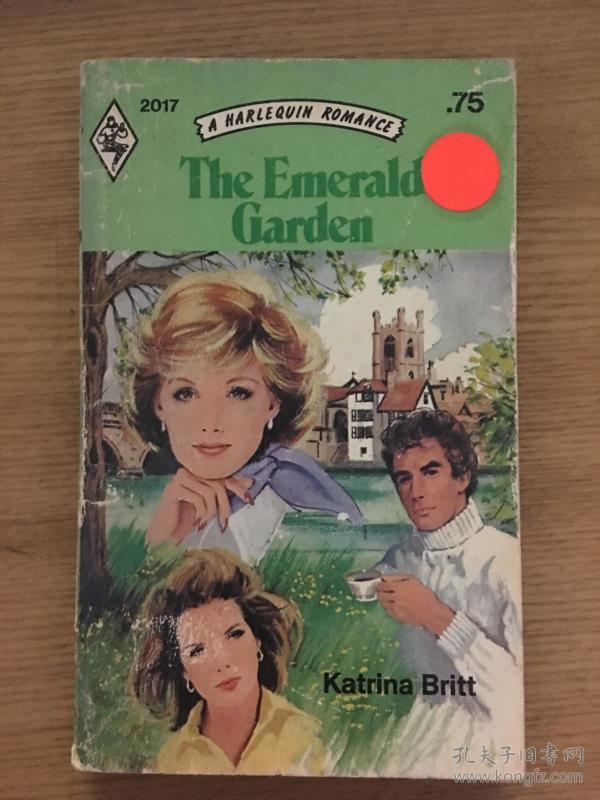 2017
A HARLEQUIN ROMANCE
.75
The Emerald
Garden
Katrina Britt
孔夫子旧书网
www.kongfz.com